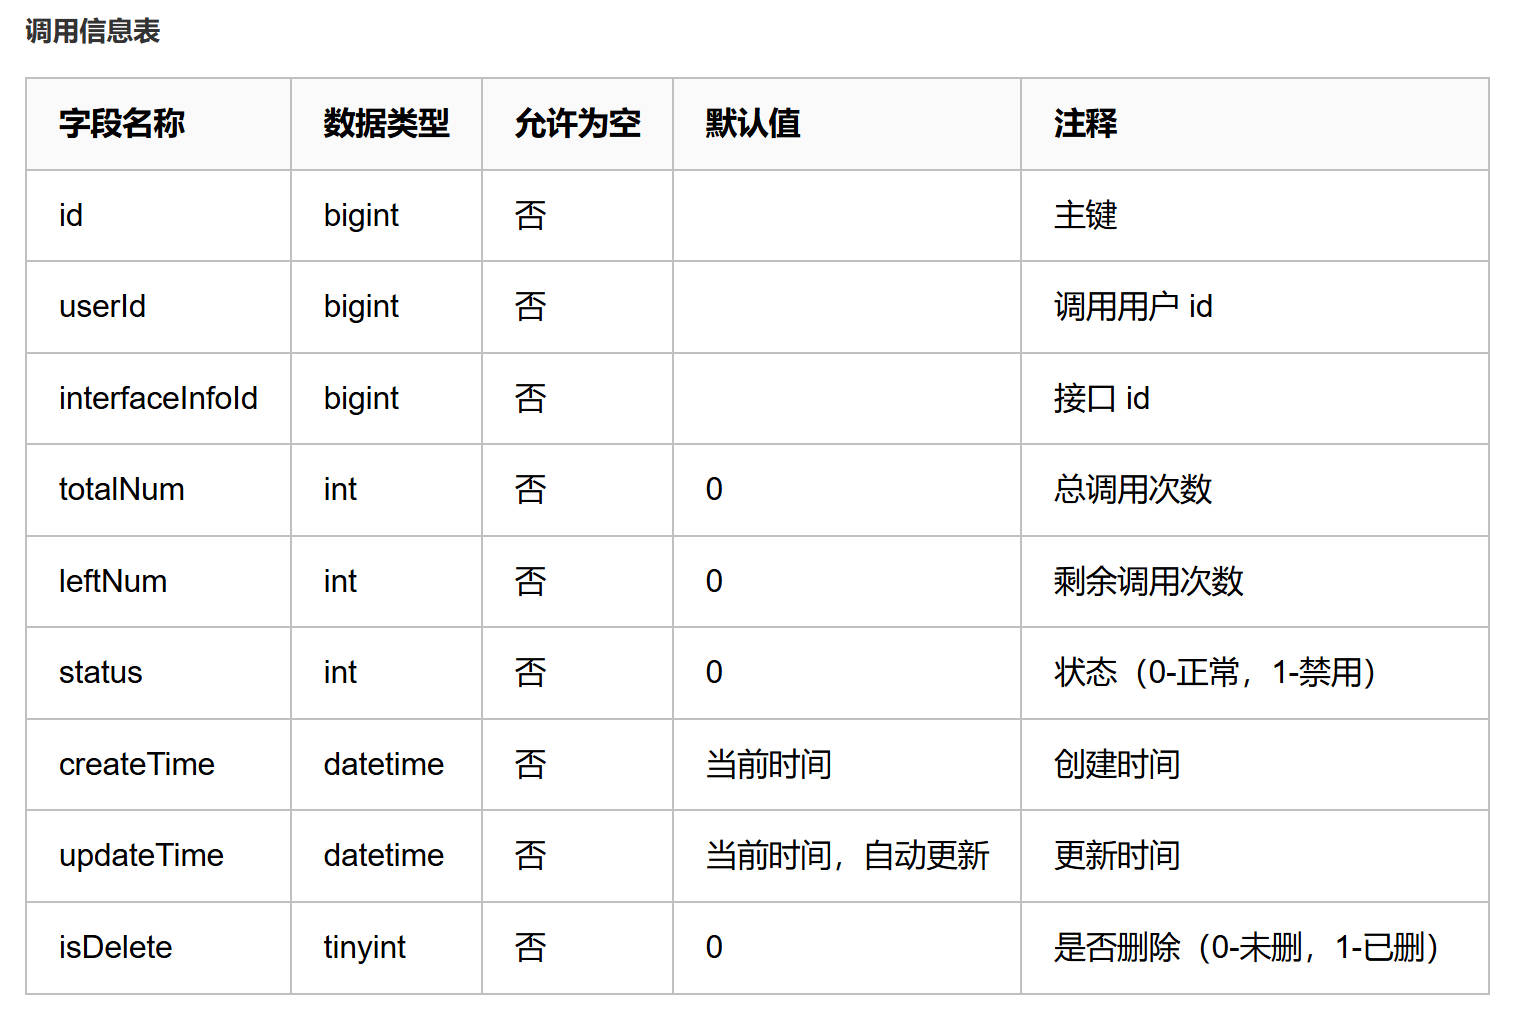 调用信息表
字段名称 数据类型 允许为空 默认值 注释
id bigint 否 主键
userId bigint 否 调用用户 id
interfaceInfoId bigint 否 接口 id
totalNum int 否 0 总调用次数
leftNum int 否 0 剩余调用次数
status int 否 0 状态（0-正常，1-禁用）
createTime datetime 否 当前时间 创建时间
updateTime datetime 否 当前时间，自动更新 更新时间
isDelete tinyint 否 0 是否删除（0-未删，1-已删）